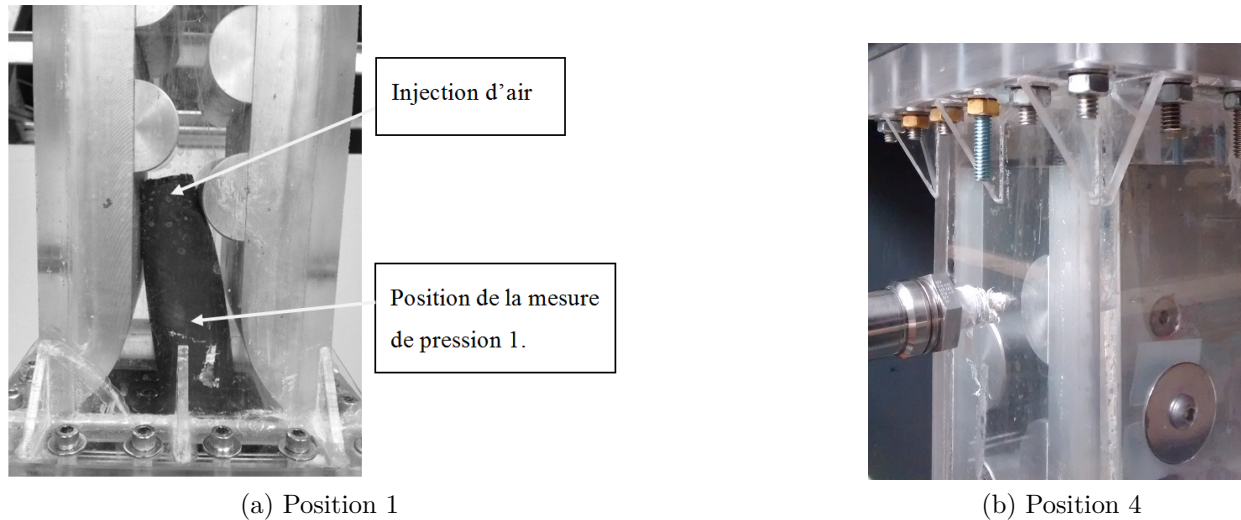 Injection d’air
Position de la mesure
de pression 1.
(a) Position 1
(b) Position 4